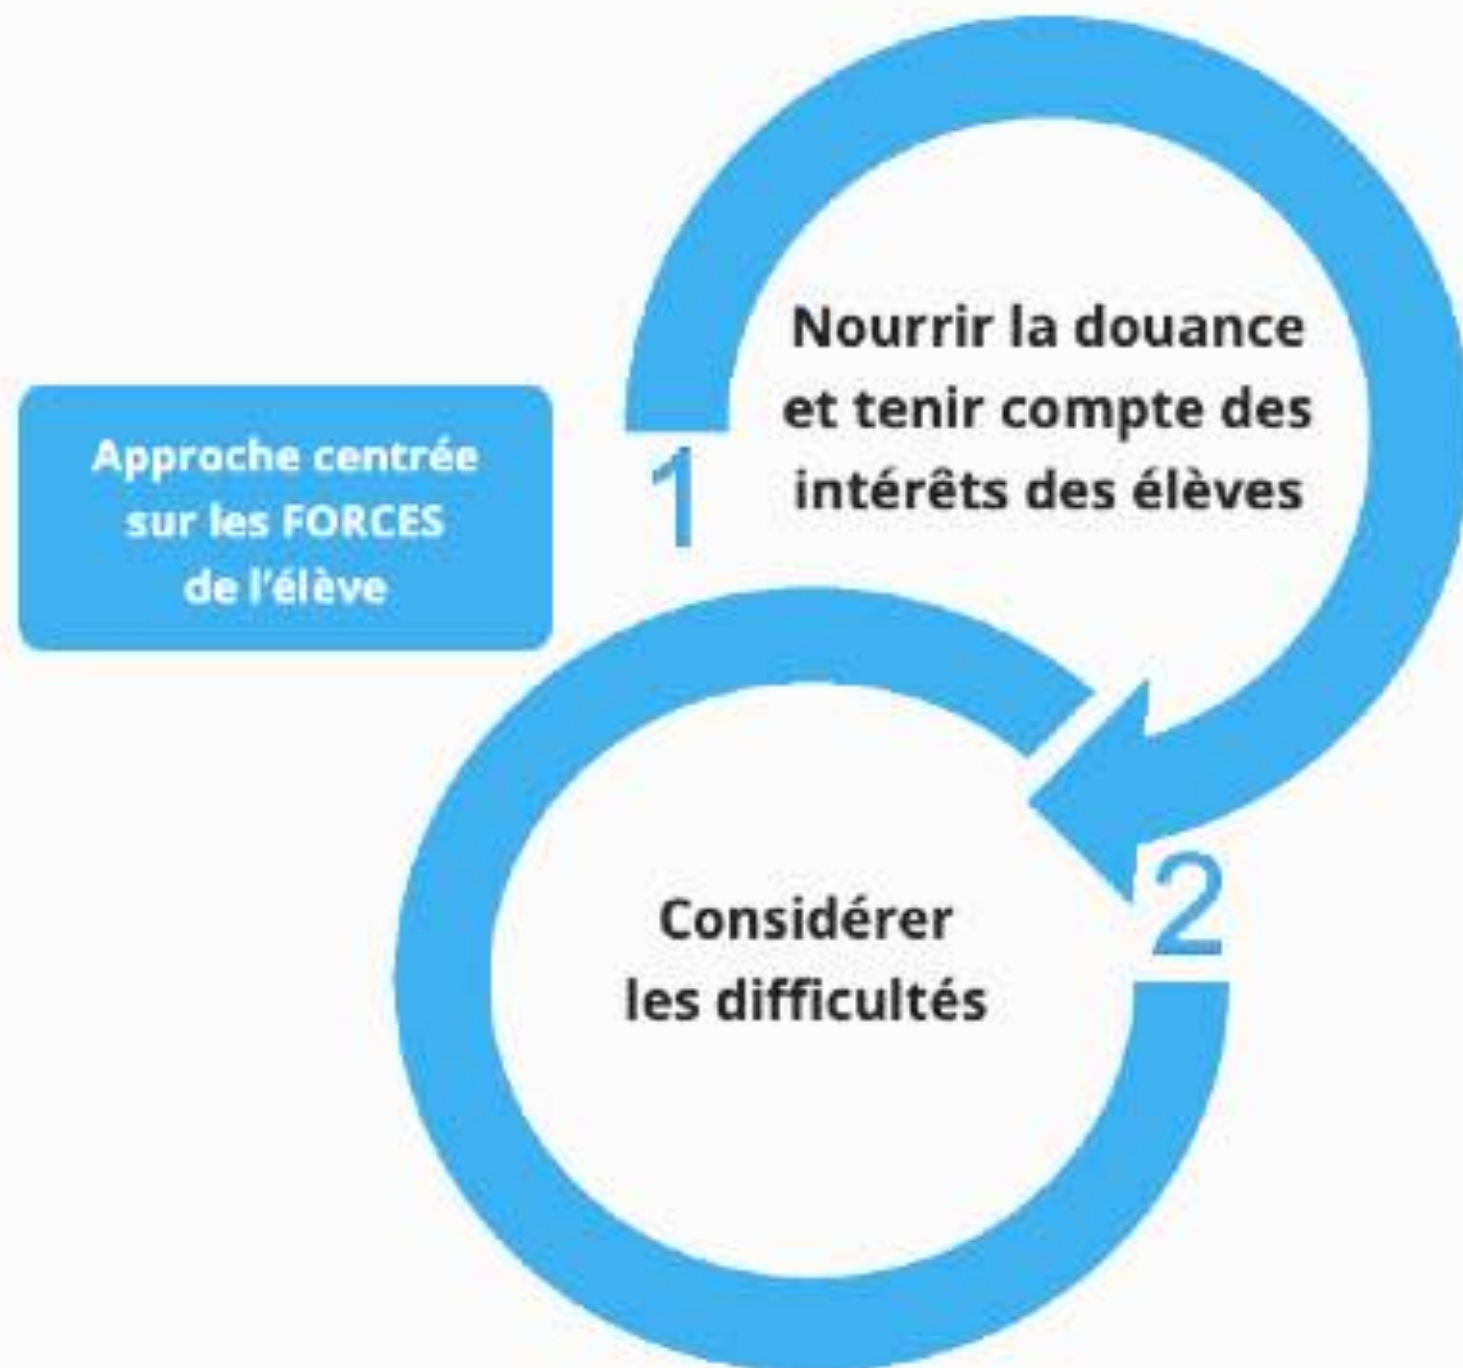 Approche centrée
sur les FORCES
de l'élève
1
Nourrir la douance
et tenir compte des
intérêts des élèves
2
Considérer
les difficultés